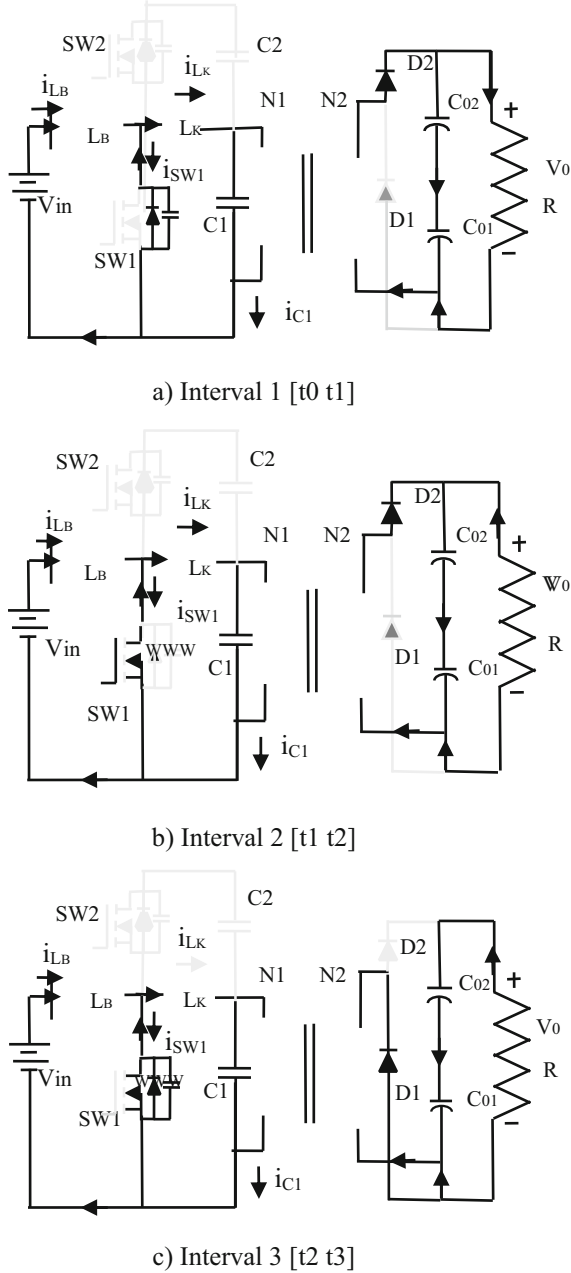 SW2
C2
iLK
iLB
N1
N2
D2
C02
LB
LK
+
iSW1
V0
Vin
C1
D1
C01
R
SW1
−
iC1
a) Interval 1 [t0 t1]
SW2
C2
iLK
iLB
N1
N2
D2
C02
LB
LK
+
iSW1
V0
Vin
WWW
C1
D1
C01
R
SW1
−
iC1
b) Interval 2 [t1 t2]
SW2
C2
D2
iLB
iLK
N1
N2
C02
LB
LK
+
iSW1
V0
Vin
WWW
C1
D1
C01
R
SW1
−
iC1
c) Interval 3 [t2 t3]